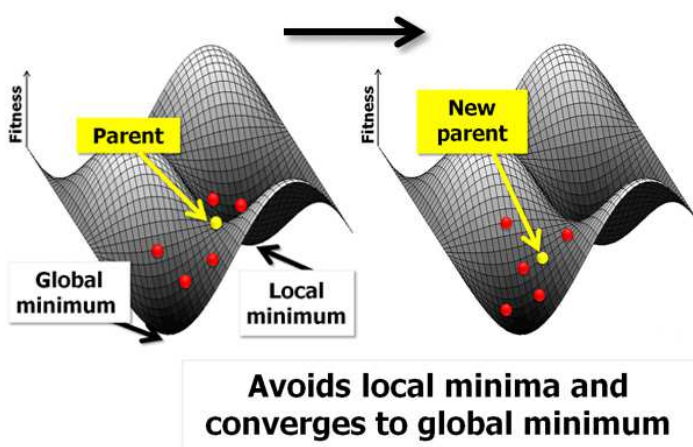 Fitness
Parent
Global
minimum
Local
minimum
Fitness
New
parent
Avoids local minima and
converges to global minimum